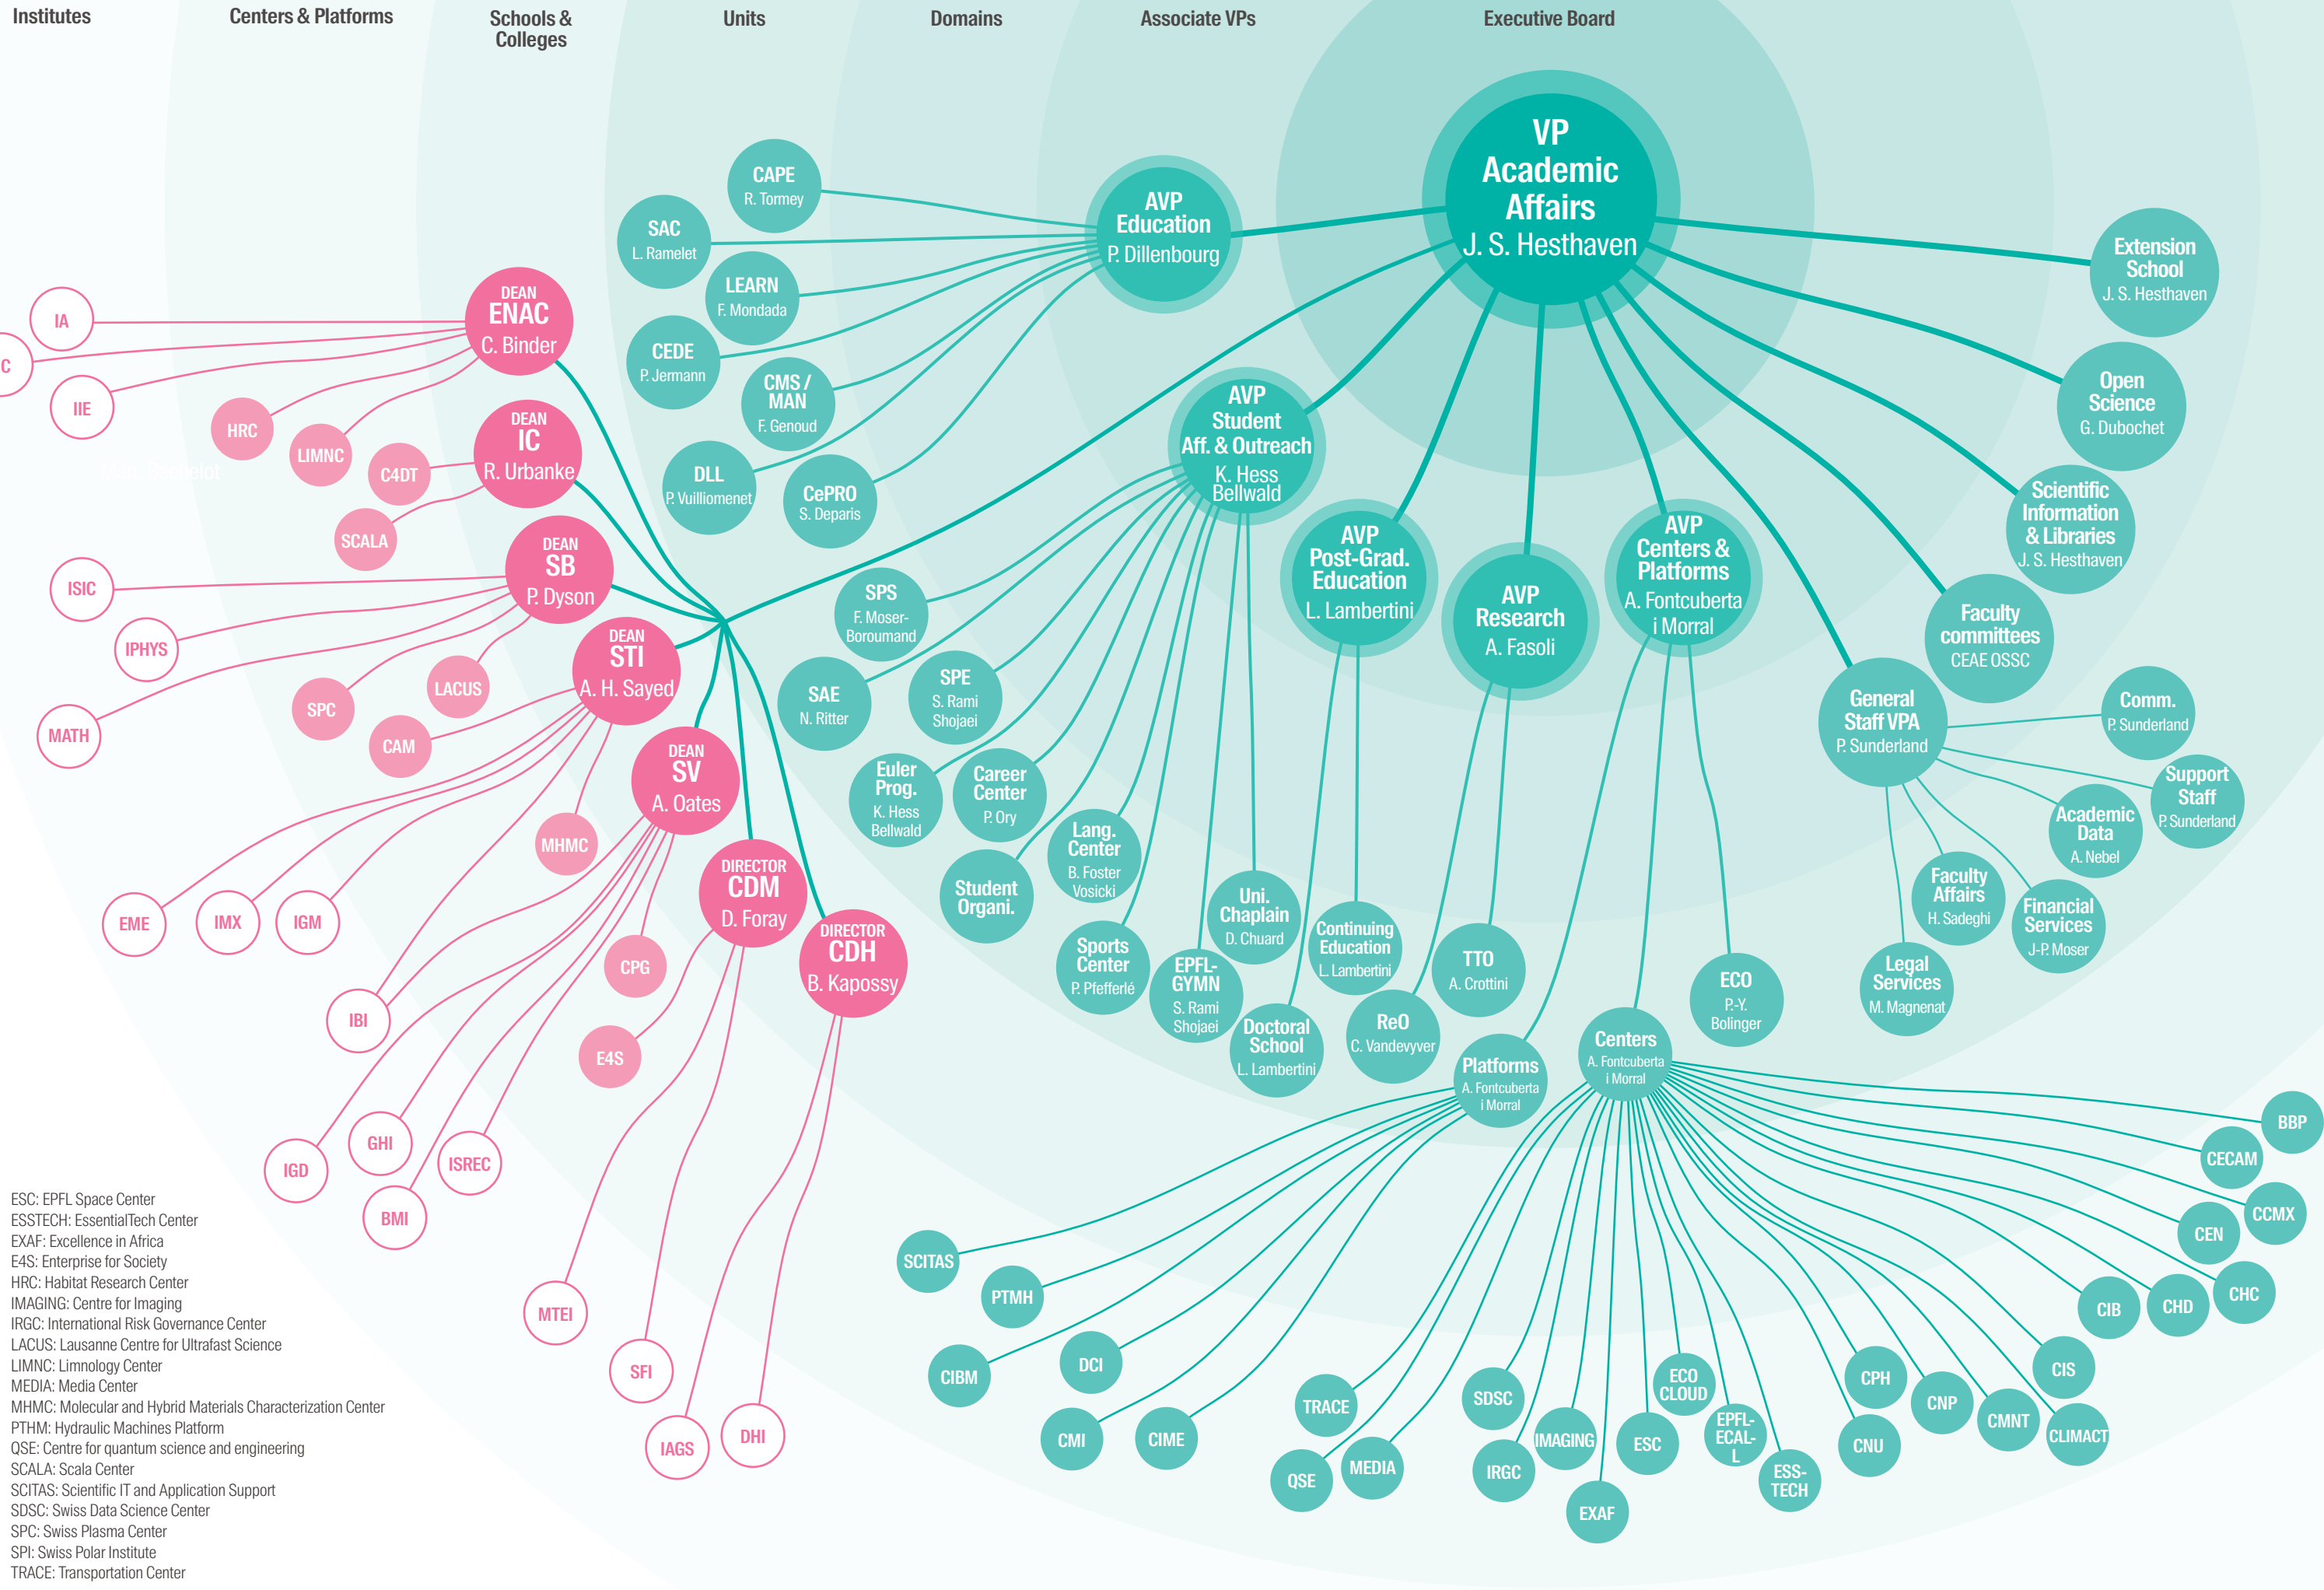 Institutes
Centers & Platforms
Schools &
Colleges
Units
Domains
Associate VPs
Executive Board
VP
Academic
Affairs
J. S. Hesthaven
AVP
Education
P. Dillenbourg
CAPE
R. Tormey
SAC
L. Ramelet
LEARN
F. Mondada
CEDE
P. Jermann
CMS /
MAN
F. Genoud
DLL
P. Vuilliomenet
CePRO
S. Deparis
Extension
School
J. S. Hesthaven
Open
Science
G. Dubochet
Scientific
Information
& Libraries
J. S. Hesthaven
Faculty
committees
CEAE OSSC
General
Staff VPA
P. Sunderland
Comm.
P. Sunderland
Support
Staff
P. Sunderland
Academic
Data
A. Nebel
Faculty
Affairs
H. Sadeghi
Financial
Services
J-P. Moser
Legal
Services
M. Magnenat
AVP
Student
Aff. & Outreach
K. Hess
Bellwald
AVP
Post-Grad.
Education
L. Lambertini
AVP
Research
A. Fasoli
AVP
Centers &
Platforms
A. Fontcuberta
i Morral
SPS
F. Moser-
Boroumand
SAE
N. Ritter
SPE
S. Rami
Shojaei
Euler
Prog.
K. Hess
Bellwald
Career
Center
P. Ory
Student
Organi.
Lang.
Center
B. Foster
Vosicki
Sports
Center
P. Pfefferlé
EPFL-
GYMN
S. Rami
Shojaei
Uni.
Chaplain
D. Chuard
Doctoral
School
L. Lambertini
Continuing
Education
L. Lambertini
ReO
C. Vandevyver
TTO
A. Crottini
Platforms
A. Fontcuberta
i Morral
Centers
A. Fontcuberta
i Morral
ECO
P.-Y.
Bolinger
DEAN
ENAC
C. Binder
IA
C
IIE
HRC
LIMNC
DEAN
IC
R. Urbanke
C4DT
SCALA
DEAN
SB
P. Dyson
ISIC
IPHYS
MATH
SPC
LACUS
DEAN
STI
A. H. Sayed
CAM
MHMC
EME
IMX
IGM
IBI
DEAN
SV
A. Oates
CPG
IGD
GHI
BMI
ISREC
DIRECTOR
CDM
D. Foray
E4S
MTEI
SFI
DIRECTOR
CDH
B. Kapossy
IAGS
DHI
SCITAS
PTMH
CIBM
DCI
CMI
CIME
TRACE
QSE
MEDIA
SDSC
IRGC
IMAGING
EXAF
ESC
ECO
CLOUD
EPFL-
ECAL-
L
ESS-
TECH
CPH
CNU
CNP
CMNT
CLIMACT
CIS
CIB
CHD
CHC
CEN
CCMX
CECAM
BBP
ESC: EPFL Space Center
ESSTECH: EssentialTech Center
EXAF: Excellence in Africa
E4S: Enterprise for Society
HRC: Habitat Research Center
IMAGING: Centre for Imaging
IRGC: International Risk Governance Center
LACUS: Lausanne Centre for Ultrafast Science
LIMNC: Limnology Center
MEDIA: Media Center
MHMC: Molecular and Hybrid Materials Characterization Center
PTHM: Hydraulic Machines Platform
QSE: Centre for quantum science and engineering
SCALA: Scala Center
SCITAS: Scientific IT and Application Support
SDSC: Swiss Data Science Center
SPC: Swiss Plasma Center
SPI: Swiss Polar Institute
TRACE: Transportation Center